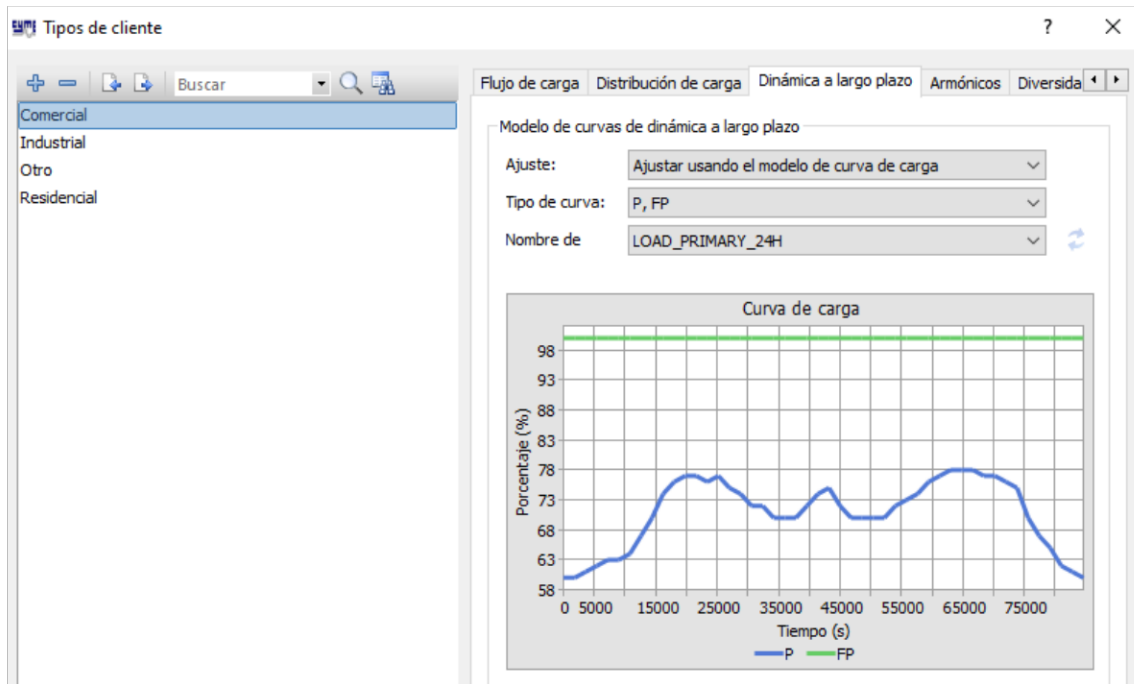 CYME Tipos de cliente ?
Buscar
Comercial
Industrial
Otro
Residencial
Flujo de carga Distribución de carga Dinámica a largo plazo Armónicos Diversida
Modelo de curvas de dinámica a largo plazo
Ajuste: Ajustar usando el modelo de curva de carga
Tipo de curva: P, FP
Nombre de LOAD_PRIMARY_24H
Curva de carga
Porcentaje (%)
98
93
88
83
78
73
68
63
58
0 5000 15000 25000 35000 45000 55000 65000 75000
Tiempo (s)
P FP